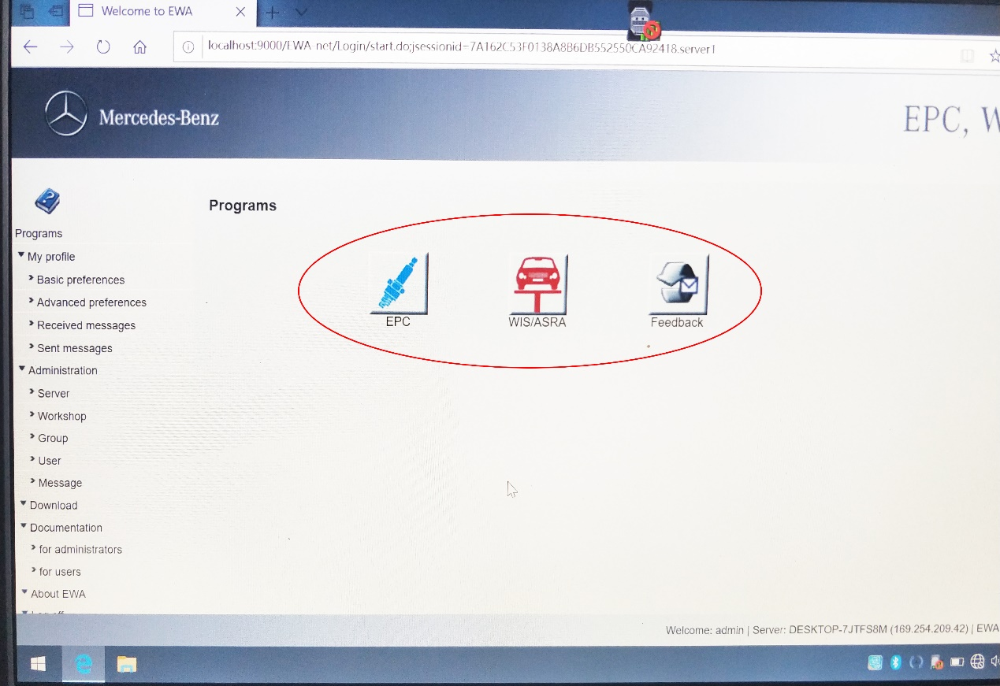 Welcome to EWA
localhost:9000/EWA-net/Login/start.do;jsessionid=7A162C53F0138A8B6DB552550CA92418.server1
Mercedes-Benz
EPC, W
Programs
Programs
My profile
Basic preferences
Advanced preferences
Received messages
Sent messages
Administration
Server
Workshop
Group
User
Message
Download
Documentation
for administrators
for users
About EWA
Log off
EPC
WIS/ASRA
Feedback
Welcome: admin | Server: DESKTOP-7JTFS8M (169.254.209.42) | EWA